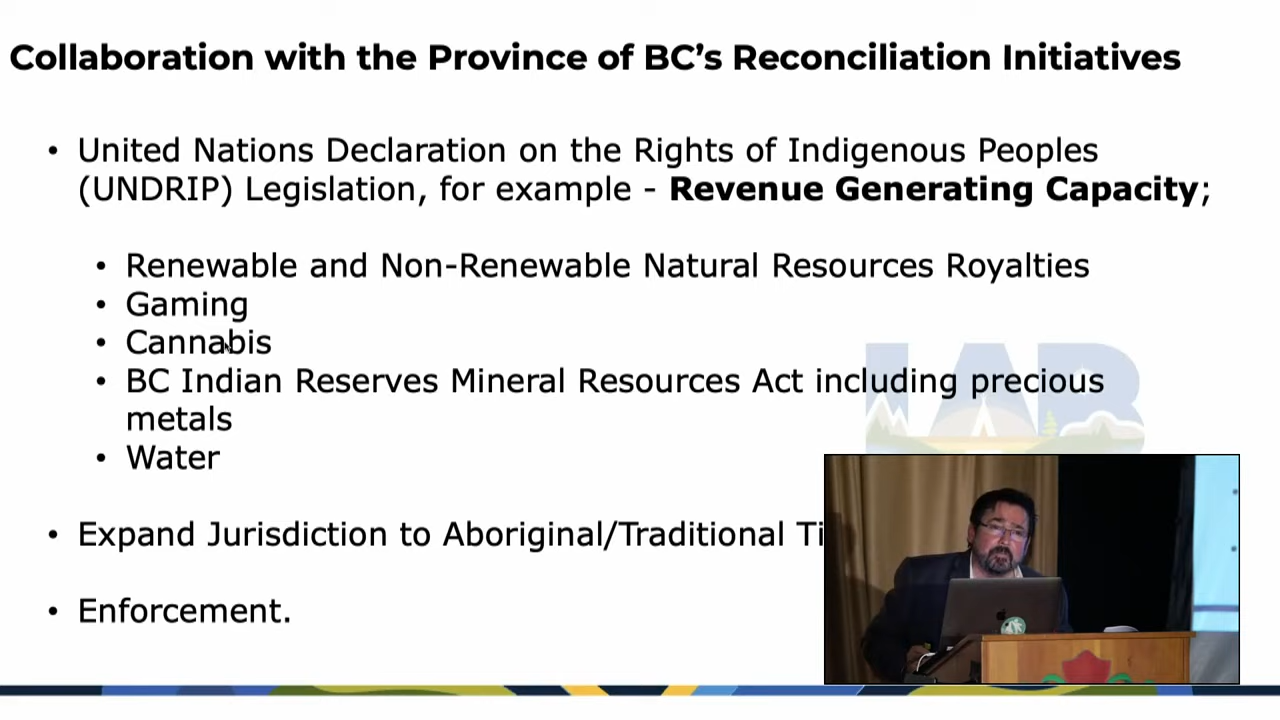 Collaboration with the Province of BC’s Reconciliation Initiatives
• United Nations Declaration on the Rights of Indigenous Peoples
(UNDRIP) Legislation, for example - Revenue Generating Capacity;
• Renewable and Non-Renewable Natural Resources Royalties
• Gaming
• Cannabis
• BC Indian Reserves Mineral Resources Act including precious
metals
• Water
• Expand Jurisdiction to Aboriginal/Traditional
• Enforcement.
IAB